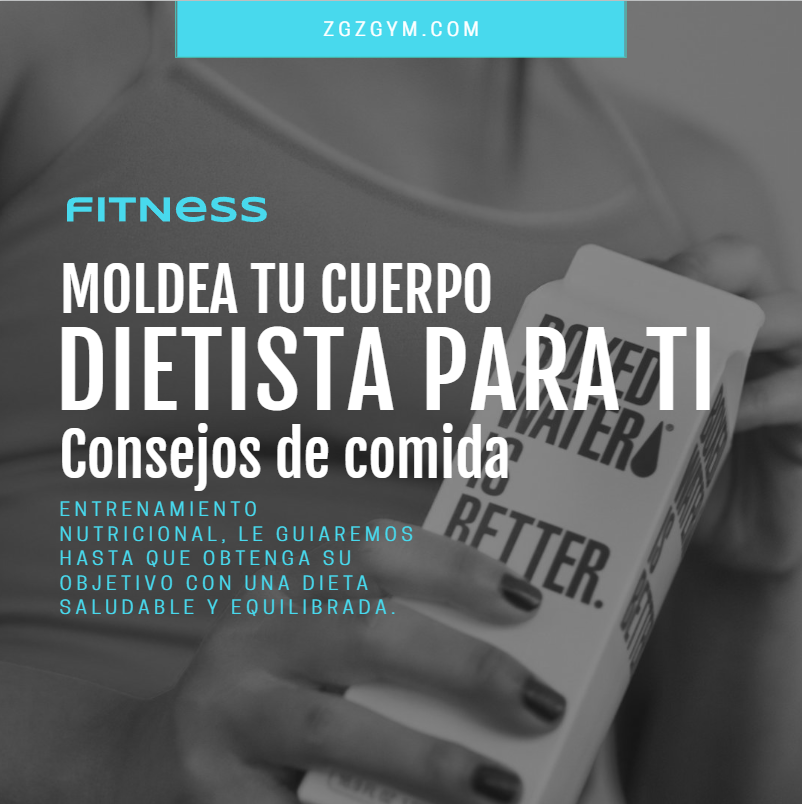 ZGZGYM.COM
FITNESS
MOLDEA TU CUERPO
DIETISTA PARA TI
Consejos de comida
ENTRENAMIENTO
NUTRICIONAL, LE GUIAREMOS
HASTA QUE OBTENGA SU
OBJETIVO CON UNA DIETA
SALUDABLE Y EQUILIBRADA.
BOXED
WATER
IS
BETTER.